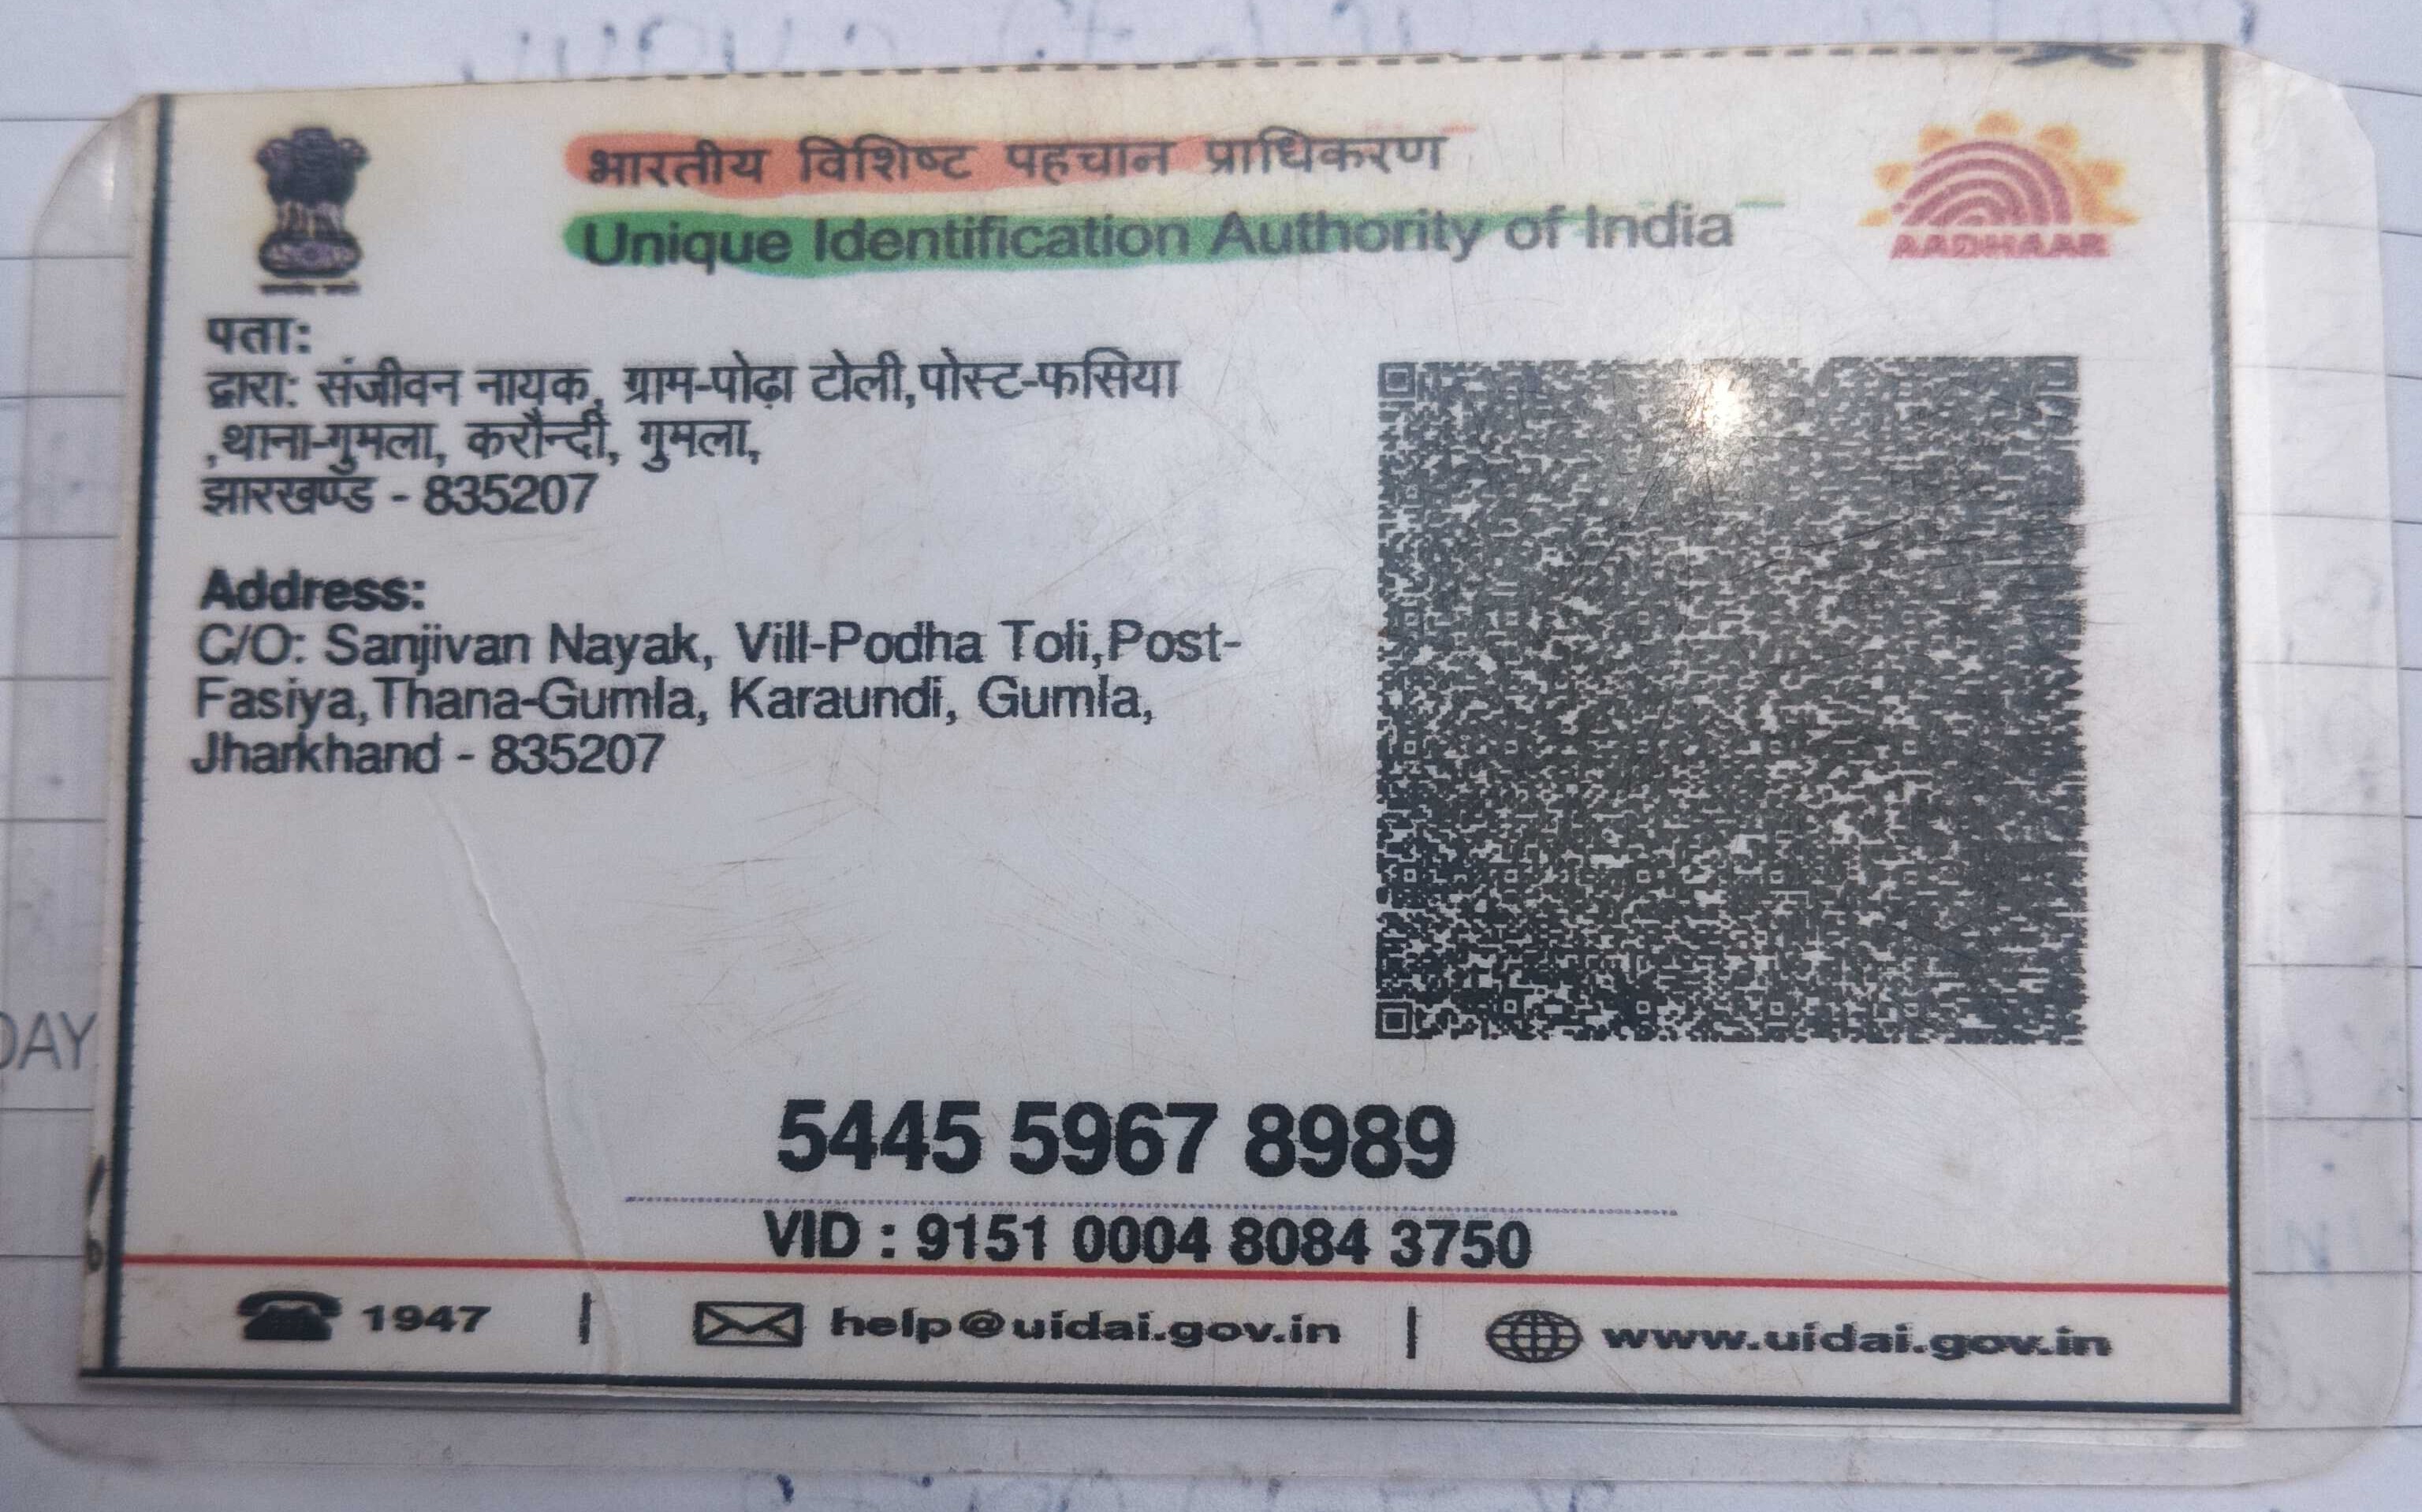 भारतीय विशिष्ट पहचान प्राधिकरण
Unique Identification Authority of India
AADHAAR
पता:
द्वारा: संजीवन नायक, ग्राम-पोढ़ा टोली,पोस्ट-फसिया
,थाना-गुमला, करौन्दी, गुमला,
झारखण्ड - 835207
Address:
C/O: Sanjivan Nayak, Vill-Podha Toli,Post-
Fasiya,Thana-Gumla, Karaundi, Gumla,
Jharkhand - 835207
DAY
5445 5967 8989
VID : 9151 0004 8084 3750
1947 | help@uidai.gov.in | www.uidai.gov.in